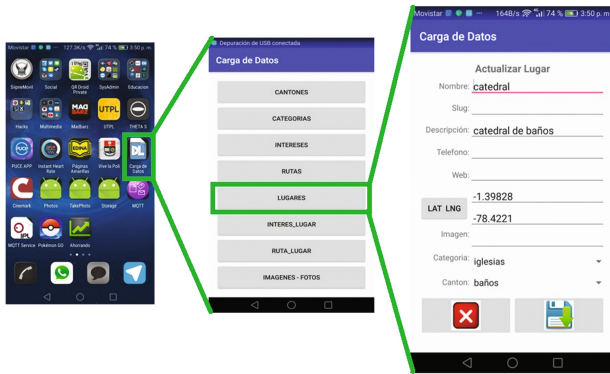 Movistar 127.3K/s 74 % 3:50 p. m.
SigoeMovil Social QR Droid Private SysAdmin Educacion
Hacks Multimedia Madbarz UTPL THETA S
PUCE APP Instant Heart Rate Páginas Amarillas Vive la Poli Carga de Datos
Cinemark Photos TakePhoto Storage MQTT
MQTT Service Pokémon GO Ahorrando
Depuración de USB conectada
Carga de Datos
CANTONES
CATEGORIAS
INTERESES
RUTAS
LUGARES
INTERES_LUGAR
RUTA_LUGAR
IMAGENES - FOTOS
Movistar 164B/s 74 % 3:50 p. m.
Carga de Datos
Actualizar Lugar
Nombre: catedral
Slug:
Descripción: catedral de baños
Telefono:
Web:
LAT LNG -1.39828
-78.4221
Imagen:
Categoria: iglesias
Canton: baños